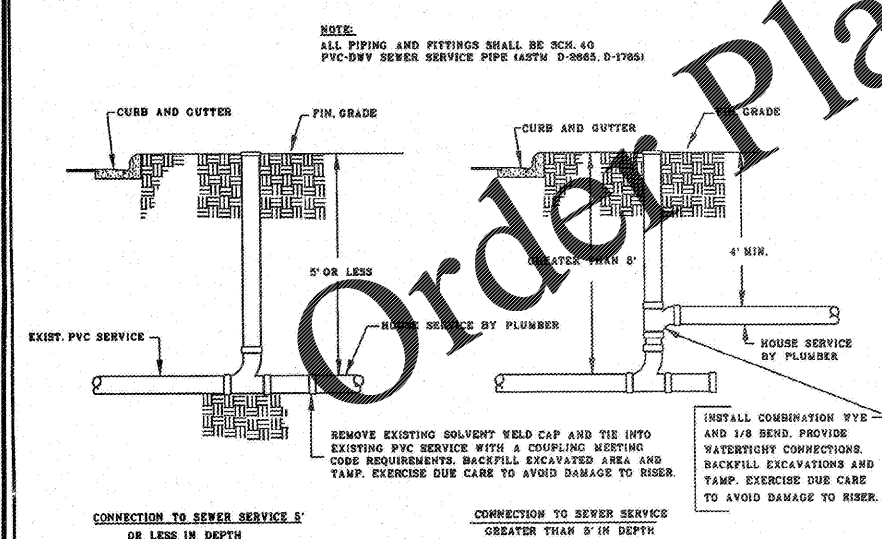 NOTE:
ALL PIPING AND FITTINGS SHALL BE SCH. 40
PVC-DWV SEWER SERVICE PIPE (ASTM D-2665, D-1785)
CURB AND GUTTER
FIN. GRADE
5' OR LESS
EXIST. PVC SERVICE
HOUSE SERVICE BY PLUMBER
REMOVE EXISTING SOLVENT WELD CAP AND TIE INTO
EXISTING PVC SERVICE WITH A COUPLING MEETING
CODE REQUIREMENTS. BACKFILL EXCAVATED AREA AND
TAMP. EXERCISE DUE CARE TO AVOID DAMAGE TO RISER.
CONNECTION TO SEWER SERVICE 5'
OR LESS IN DEPTH
CURB AND GUTTER
FIN. GRADE
GREATER THAN 5'
4' MIN.
HOUSE SERVICE
BY PLUMBER
INSTALL COMBINATION WYE
AND 1/8 BEND. PROVIDE
WATERTIGHT CONNECTIONS.
BACKFILL EXCAVATIONS AND
TAMP. EXERCISE DUE CARE
TO AVOID DAMAGE TO RISER.
CONNECTION TO SEWER SERVICE
GREATER THAN 5' IN DEPTH
Order Pla